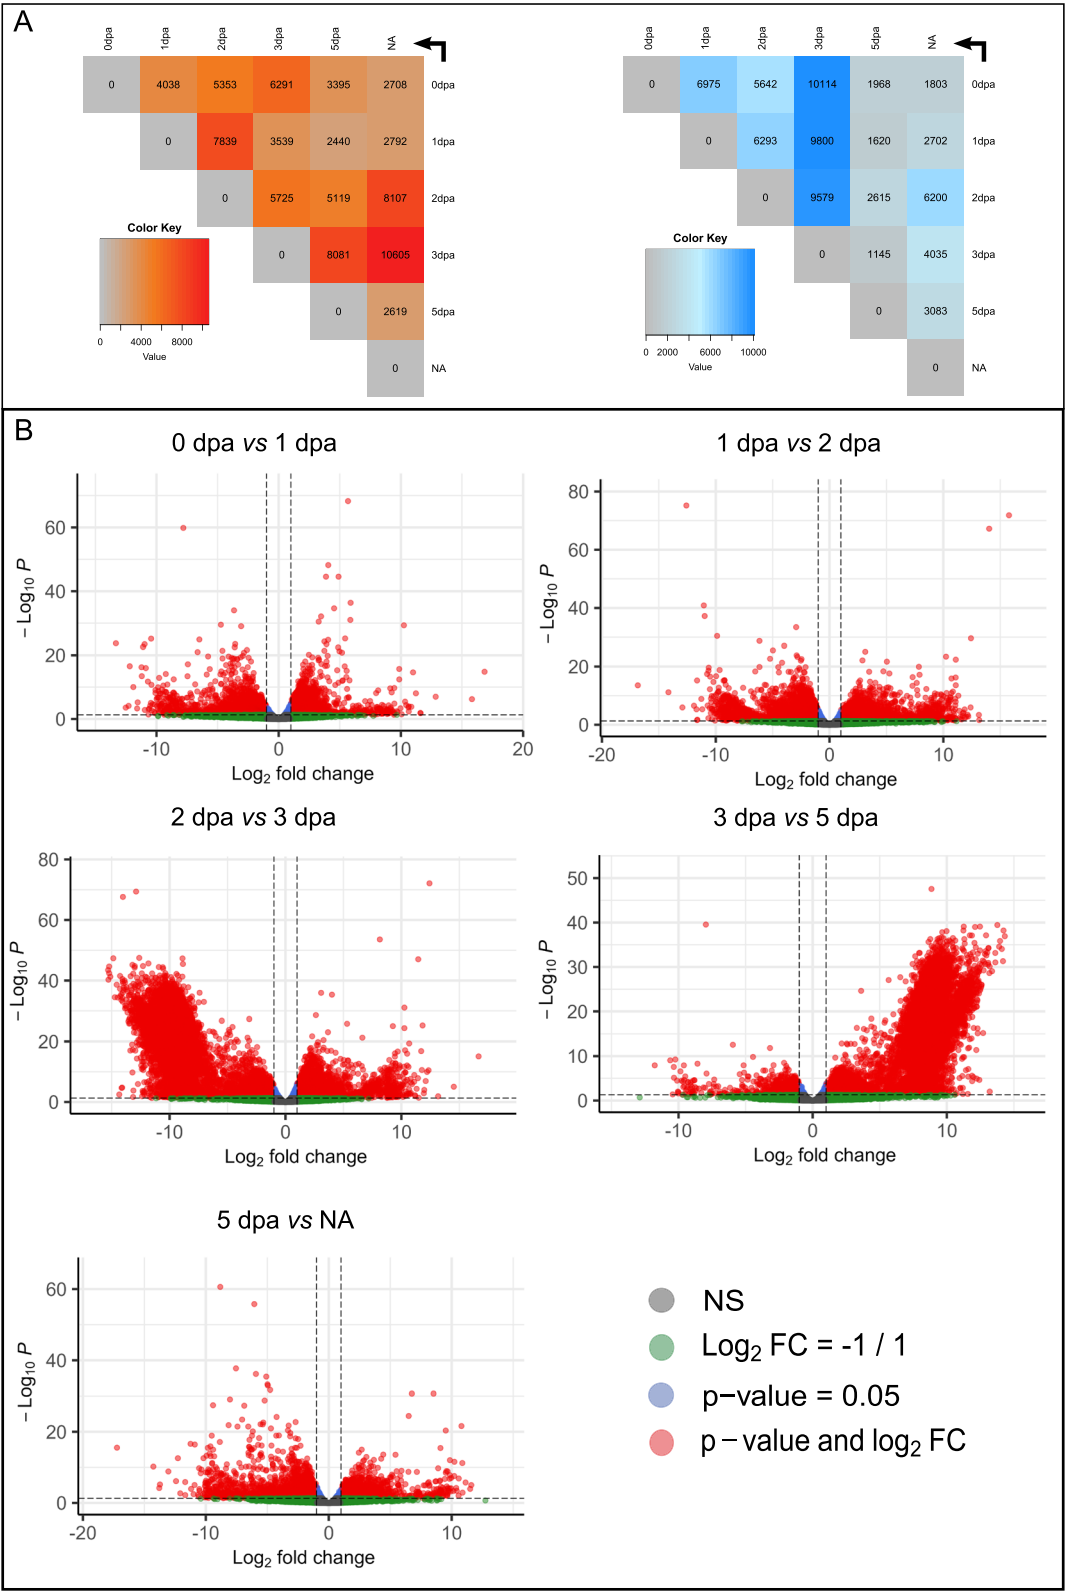 A
0dpa 1dpa 2dpa 3dpa 5dpa NA
0 4038 5353 6291 3395 2708 0dpa
0 7839 3539 2440 2792 1dpa
0 5725 5119 8107 2dpa
0 8081 10605 3dpa
0 2619 5dpa
0 NA
Color Key
0 4000 8000
Value
0dpa 1dpa 2dpa 3dpa 5dpa NA
0 6975 5642 10114 1968 1803 0dpa
0 6293 9800 1620 2702 1dpa
0 9579 2615 6200 2dpa
0 1145 4035 3dpa
0 3083 5dpa
0 NA
Color Key
0 2000 6000 10000
Value
B
0 dpa vs 1 dpa
− Log10 P
60
40
20
0
-10 0 10 20
Log2 fold change
1 dpa vs 2 dpa
− Log10 P
80
60
40
20
0
-20 -10 0 10
Log2 fold change
2 dpa vs 3 dpa
− Log10 P
80
60
40
20
0
-10 0 10
Log2 fold change
3 dpa vs 5 dpa
− Log10 P
50
40
30
20
10
0
-10 0 10
Log2 fold change
5 dpa vs NA
− Log10 P
60
40
20
0
-20 -10 0 10
Log2 fold change
NS
Log2 FC = -1 / 1
p−value = 0.05
p − value and log2 FC